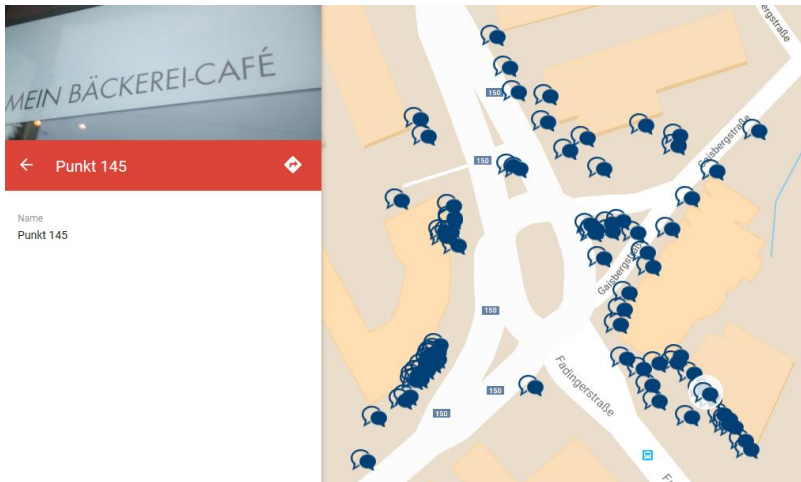 MEIN BÄCKEREI-CAFÉ
Punkt 145
Name
Punkt 145
150
150
150
150
150
Gaisbergstraße
Gaisbergstraße
Fadingerstraße